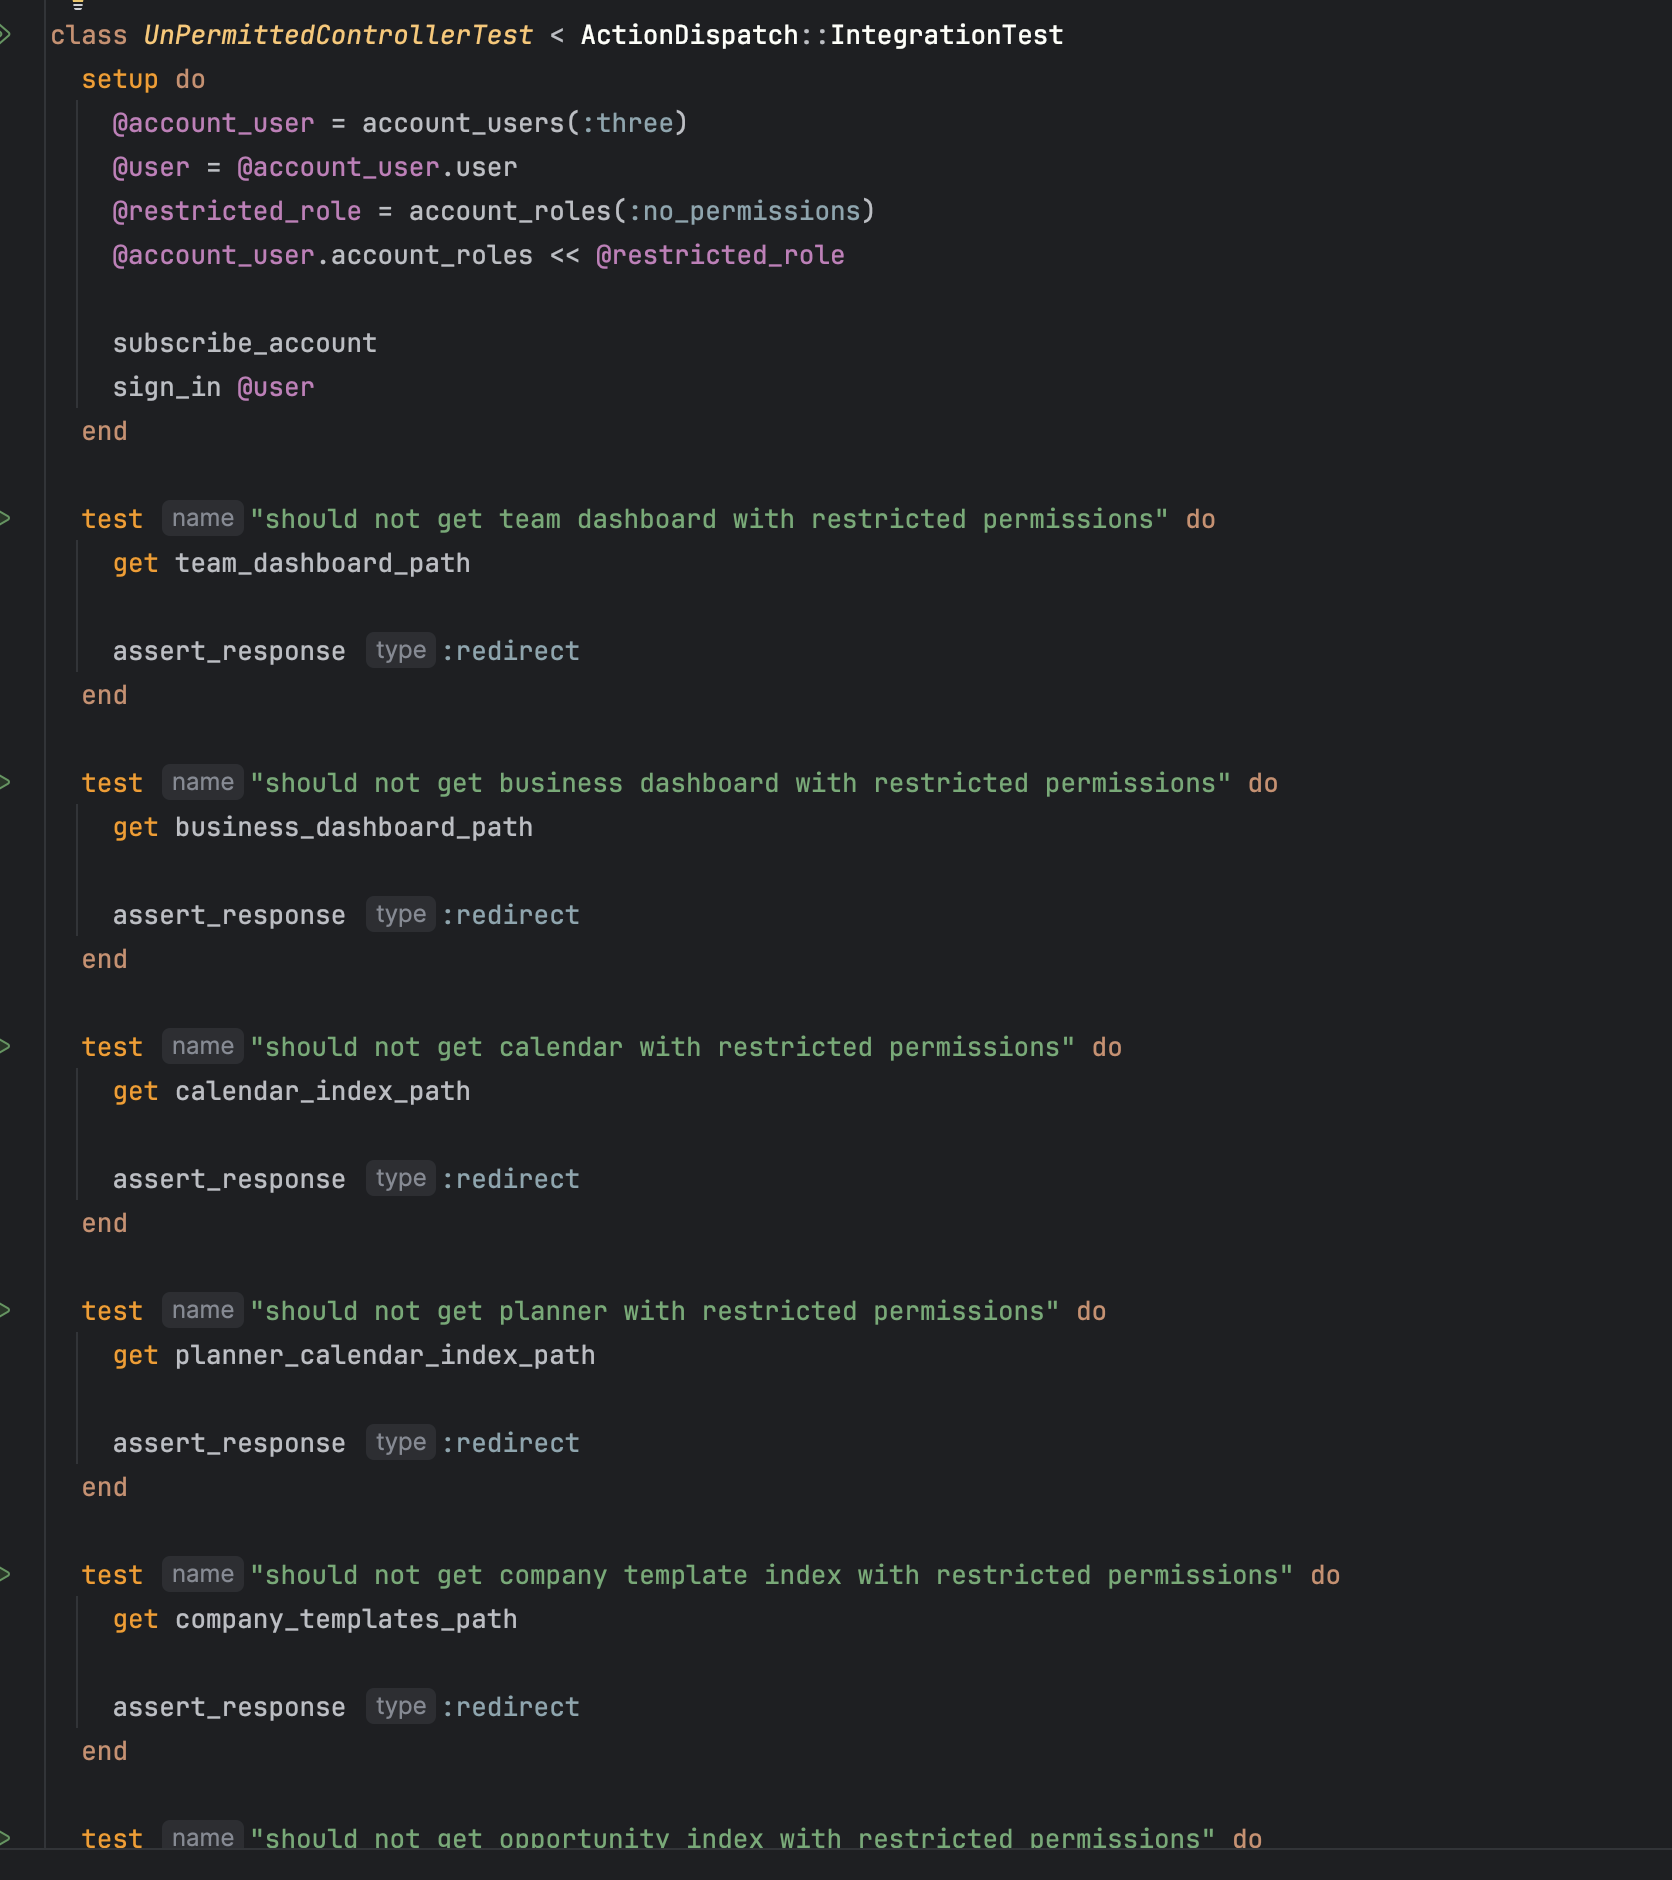 class UnPermittedControllerTest < ActionDispatch::IntegrationTest
  setup do
    @account_user = account_users(:three)
    @user = @account_user.user
    @restricted_role = account_roles(:no_permissions)
    @account_user.account_roles << @restricted_role

    subscribe_account
    sign_in @user
  end

  test name "should not get team dashboard with restricted permissions" do
    get team_dashboard_path

    assert_response type :redirect
  end

  test name "should not get business dashboard with restricted permissions" do
    get business_dashboard_path

    assert_response type :redirect
  end

  test name "should not get calendar with restricted permissions" do
    get calendar_index_path

    assert_response type :redirect
  end

  test name "should not get planner with restricted permissions" do
    get planner_calendar_index_path

    assert_response type :redirect
  end

  test name "should not get company template index with restricted permissions" do
    get company_templates_path

    assert_response type :redirect
  end

  test name "should not get opportunity index with restricted permissions" do